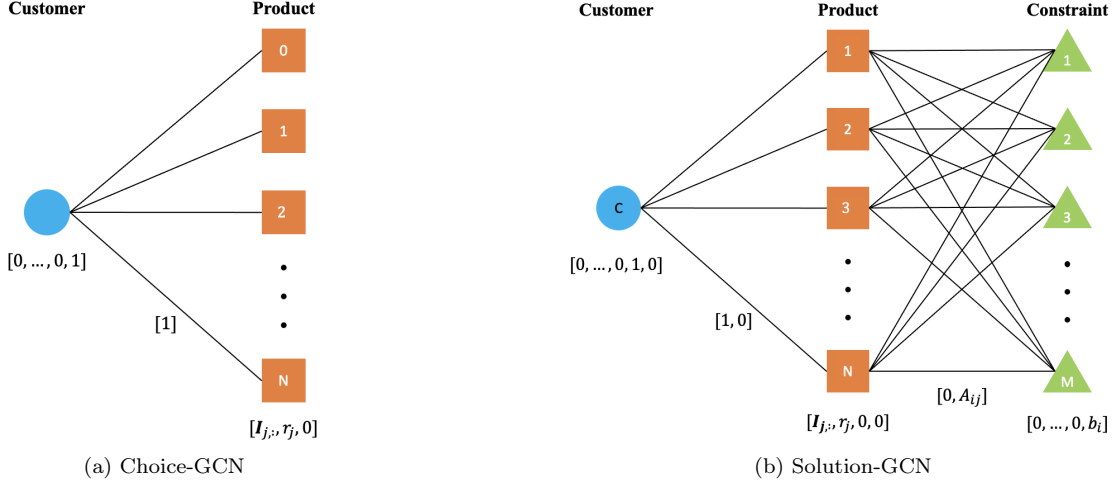 Customer Product
0
1
2
[0, ..., 0, 1]
[1]
N
[I_{j,:}, r_j, 0]
(a) Choice-GCN
Customer Product Constraint
1 1
2 2
C 3 3
[0, ..., 0, 1, 0]
[1, 0]
N M
[0, A_{ij}]
[I_{j,:}, r_j, 0, 0] [0, ..., 0, b_i]
(b) Solution-GCN